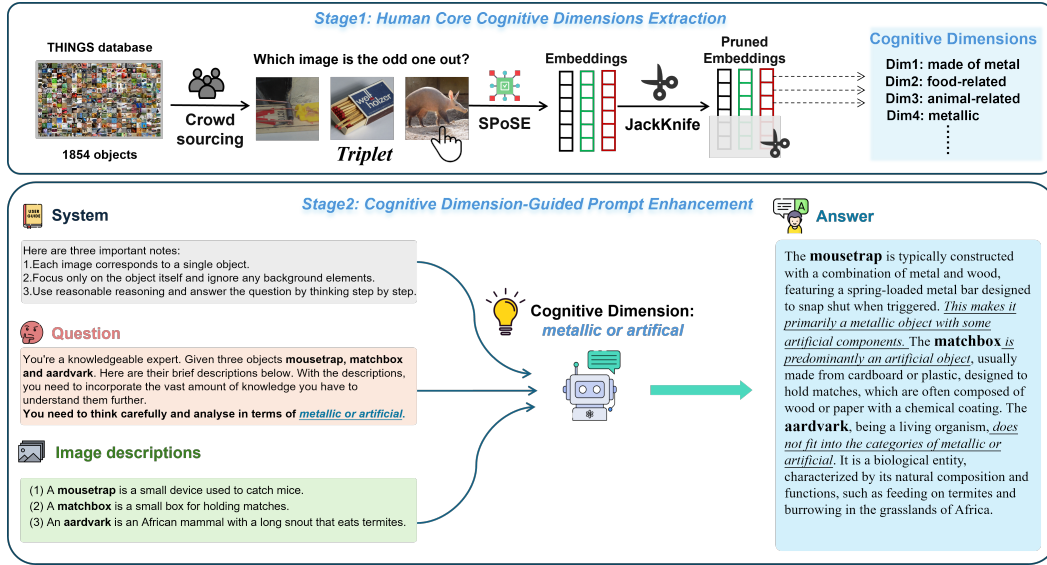 Stage1: Human Core Cognitive Dimensions Extraction
THINGS database
1854 objects
Crowd
sourcing
Which image is the odd one out?
well
holzer
Triplet
SPoSE
Embeddings
JackKnife
Pruned
Embeddings
Cognitive Dimensions
Dim1: made of metal
Dim2: food-related
Dim3: animal-related
Dim4: metallic
Stage2: Cognitive Dimension-Guided Prompt Enhancement
USER
GUIDE
System
Here are three important notes:
1.Each image corresponds to a single object.
2.Focus only on the object itself and ignore any background elements.
3.Use reasonable reasoning and answer the question by thinking step by step.
Question
You're a knowledgeable expert. Given three objects mousetrap, matchbox
and aardvark. Here are their brief descriptions below. With the descriptions,
you need to incorporate the vast amount of knowledge you have to
understand them further.
You need to think carefully and analyse in terms of metallic or artificial.
Image descriptions
(1) A mousetrap is a small device used to catch mice.
(2) A matchbox is a small box for holding matches.
(3) An aardvark is an African mammal with a long snout that eats termites.
Cognitive Dimension:
metallic or artifical
A
Answer
The mousetrap is typically constructed
with a combination of metal and wood,
featuring a spring-loaded metal bar designed
to snap shut when triggered. This makes it
primarily a metallic object with some
artificial components. The matchbox is
predominantly an artificial object, usually
made from cardboard or plastic, designed to
hold matches, which are often composed of
wood or paper with a chemical coating. The
aardvark, being a living organism, does
not fit into the categories of metallic or
artificial. It is a biological entity,
characterized by its natural composition and
functions, such as feeding on termites and
burrowing in the grasslands of Africa.